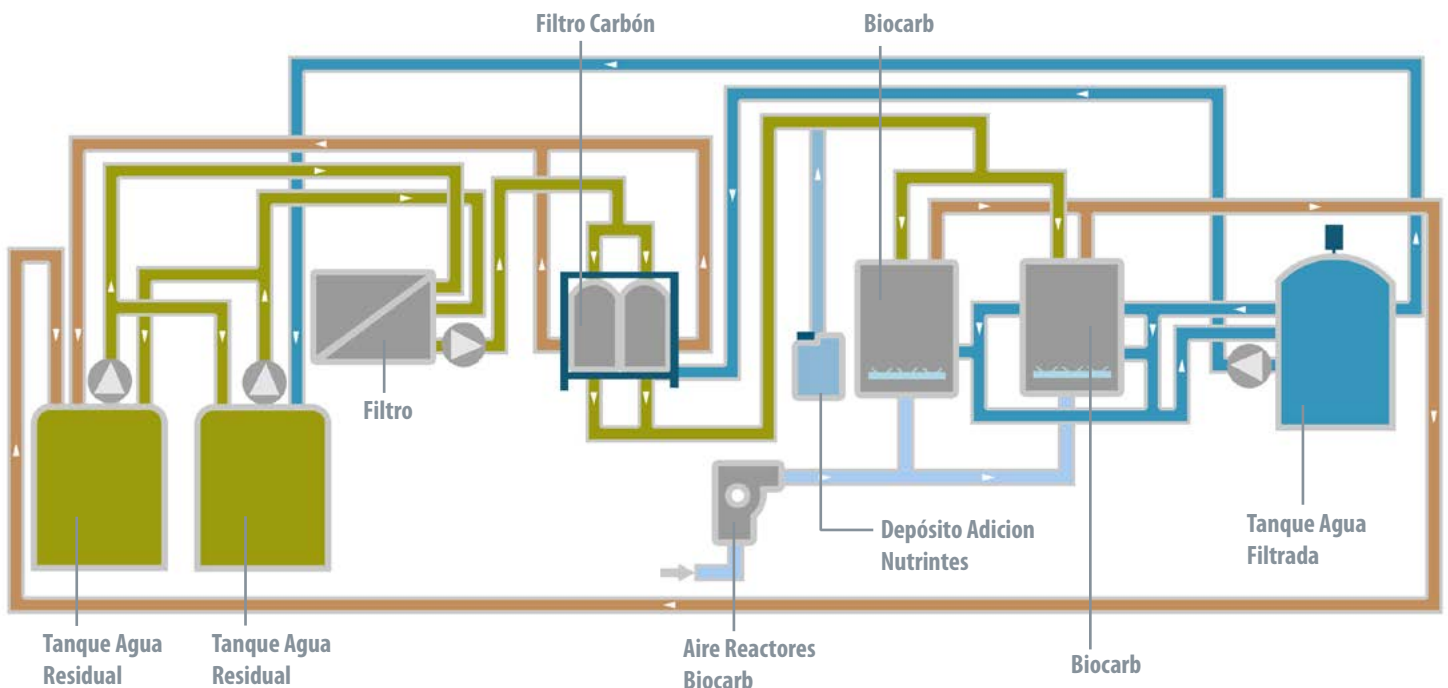 Filtro Carbón
Biocarb
Filtro
Depósito Adicion
Nutrintes
Tanque Agua
Filtrada
Tanque Agua
Residual
Tanque Agua
Residual
Aire Reactores
Biocarb
Biocarb